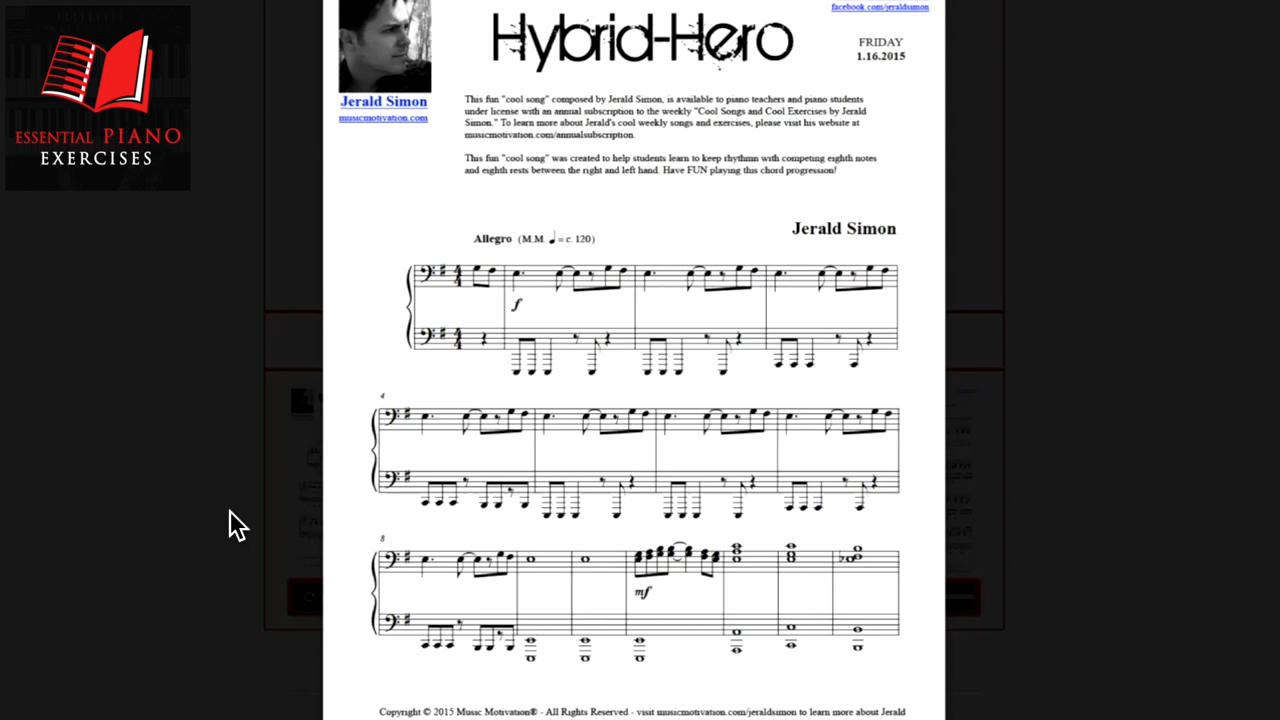 ESSENTIAL PIANO
EXERCISES
Jerald Simon
musicmotivation.com
Hybrid-Hero
facebook.com/jeraldsimon
FRIDAY
1.16.2015
This fun "cool song" composed by Jerald Simon, is available to piano teachers and piano students
under license with an annual subscription to the weekly "Cool Songs and Cool Exercises by Jerald
Simon." To learn more about Jerald's cool weekly songs and exercises, please visit his website at
musicmotivation.com/annualsubscription.
This fun "cool song" was created to help students learn to keep rhythmn with competing eighth notes
and eighth rests between the right and left hand. Have FUN playing this chord progression!
Jerald Simon
Allegro (M.M. ♩ = c. 120)
f
4
8
mf
Copyright © 2015 Music Motivation® - All Rights Reserved - visit musicmotivation.com/jeraldsimon to learn more about Jerald